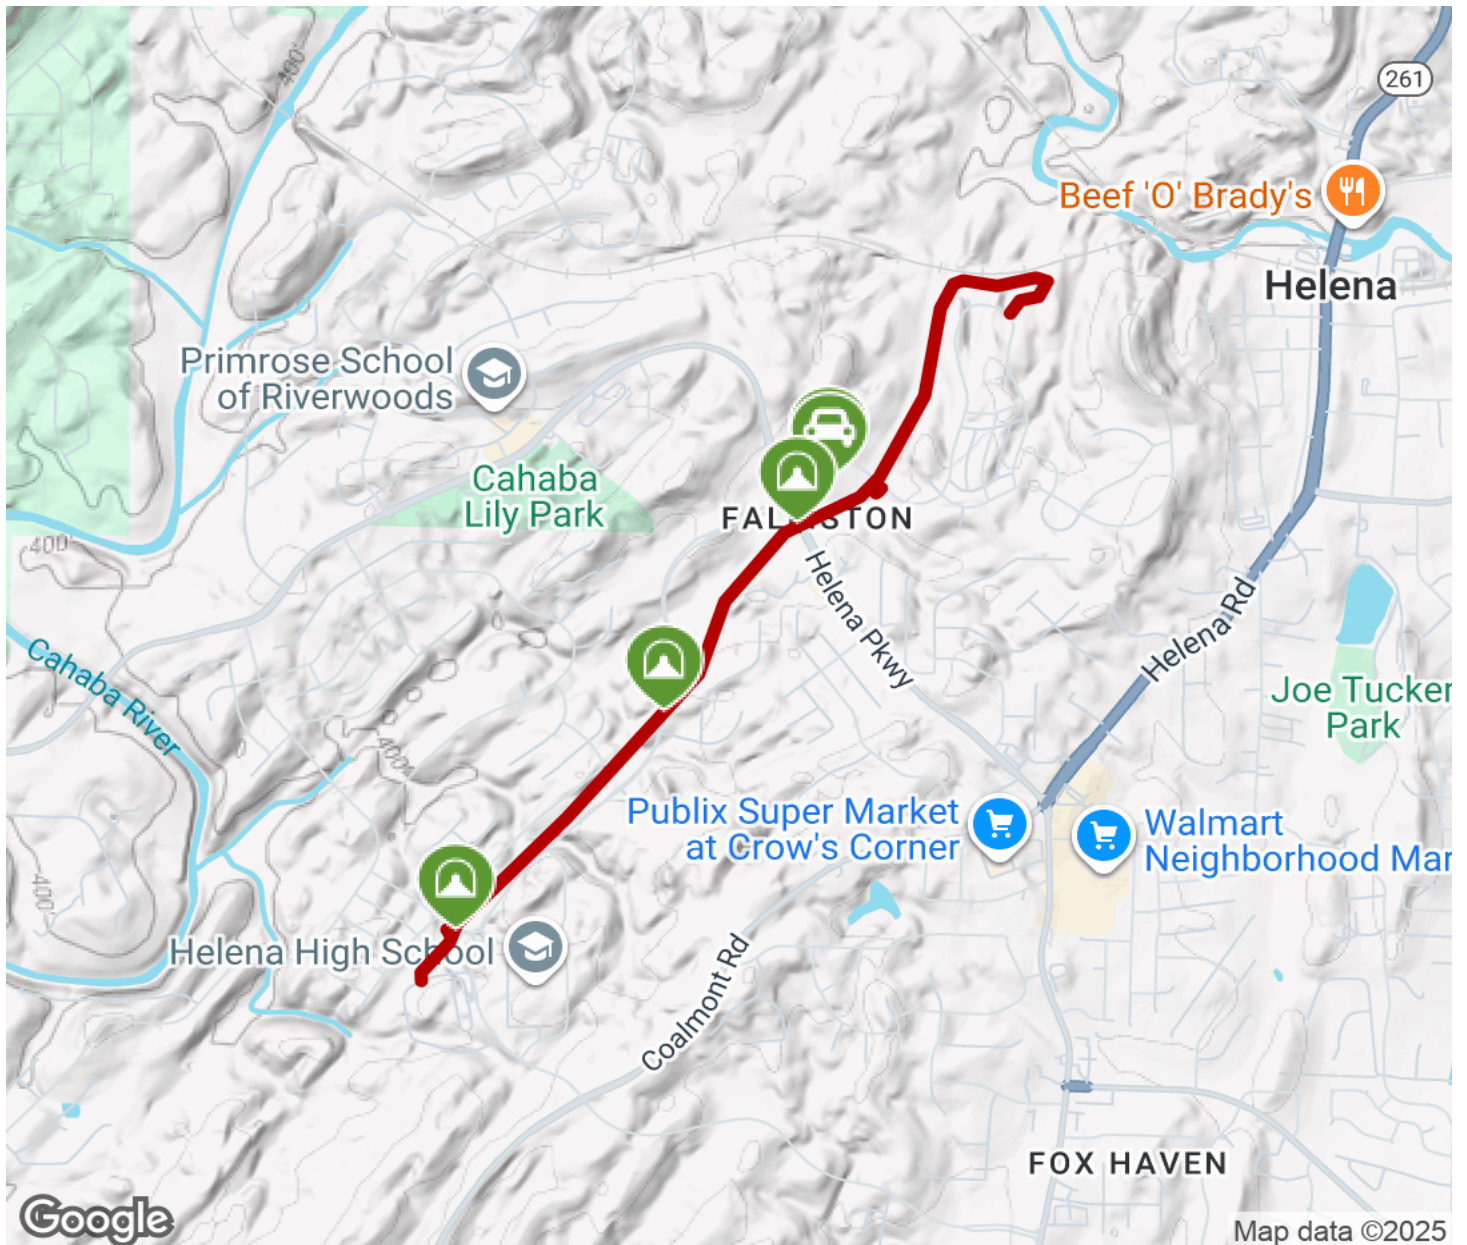 400'
261
Beef 'O' Brady's
Helena
Primrose School
of Riverwoods
Cahaba
Lily Park
FALLISTON
400'
Helena Pkwy
Helena Rd
Cahaba River
400'
Joe Tucker
Park
Publix Super Market
at Crow's Corner
Walmart
Neighborhood Mar
400'
Helena High School
Coalmont Rd
FOX HAVEN
Google
Map data ©2025